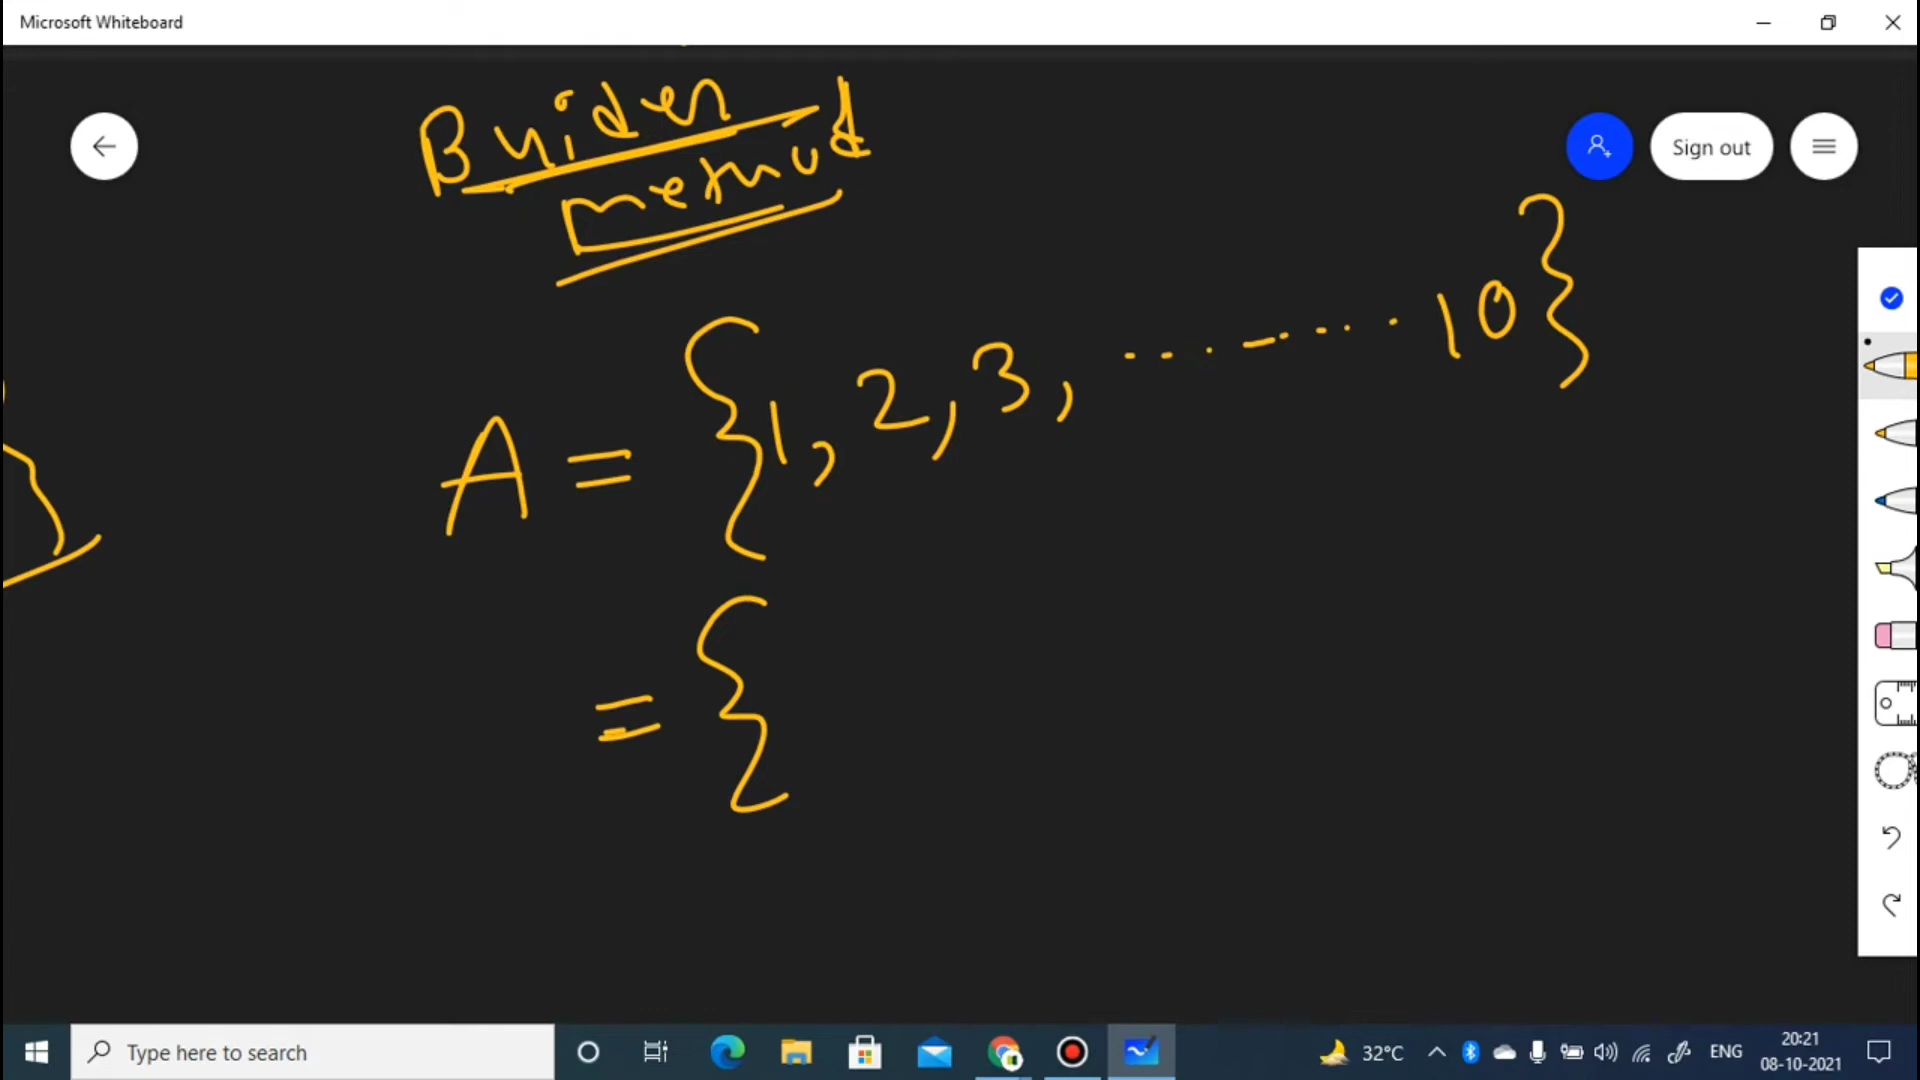 Microsoft Whiteboard
Builder
method
Sign out
A = {1, 2, 3, ........... 10}
= {
Type here to search
32°C
ENG
20:21
08-10-2021